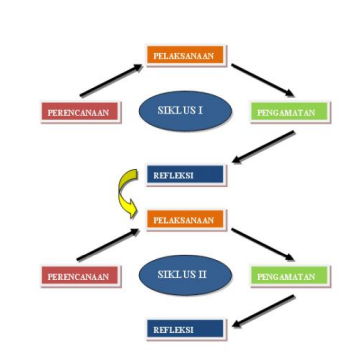 PELAKSANAAN
PERENCANAAN
SIKLUS I
PENGAMATAN
REFLEKSI
PELAKSANAAN
PERENCANAAN
SIKLUS II
PENGAMATAN
REFLEKSI